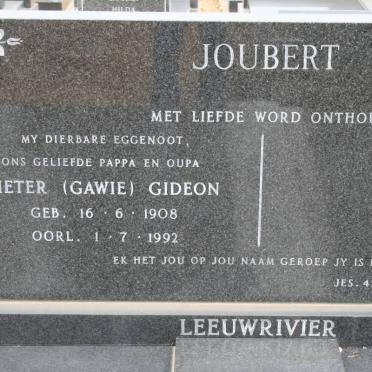 HILDA
JOUBERT
MET LIEFDE WORD ONTHOU
MY DIERBARE EGGENOOT,
ONS GELIEFDE PAPPA EN OUPA
IETER (GAWIE) GIDEON
GEB. 16·6·1908
OORL. 1·7·1992
EK HET JOU OP JOU NAAM GEROEP JY IS
JES. 4
LEEUWRIVIER